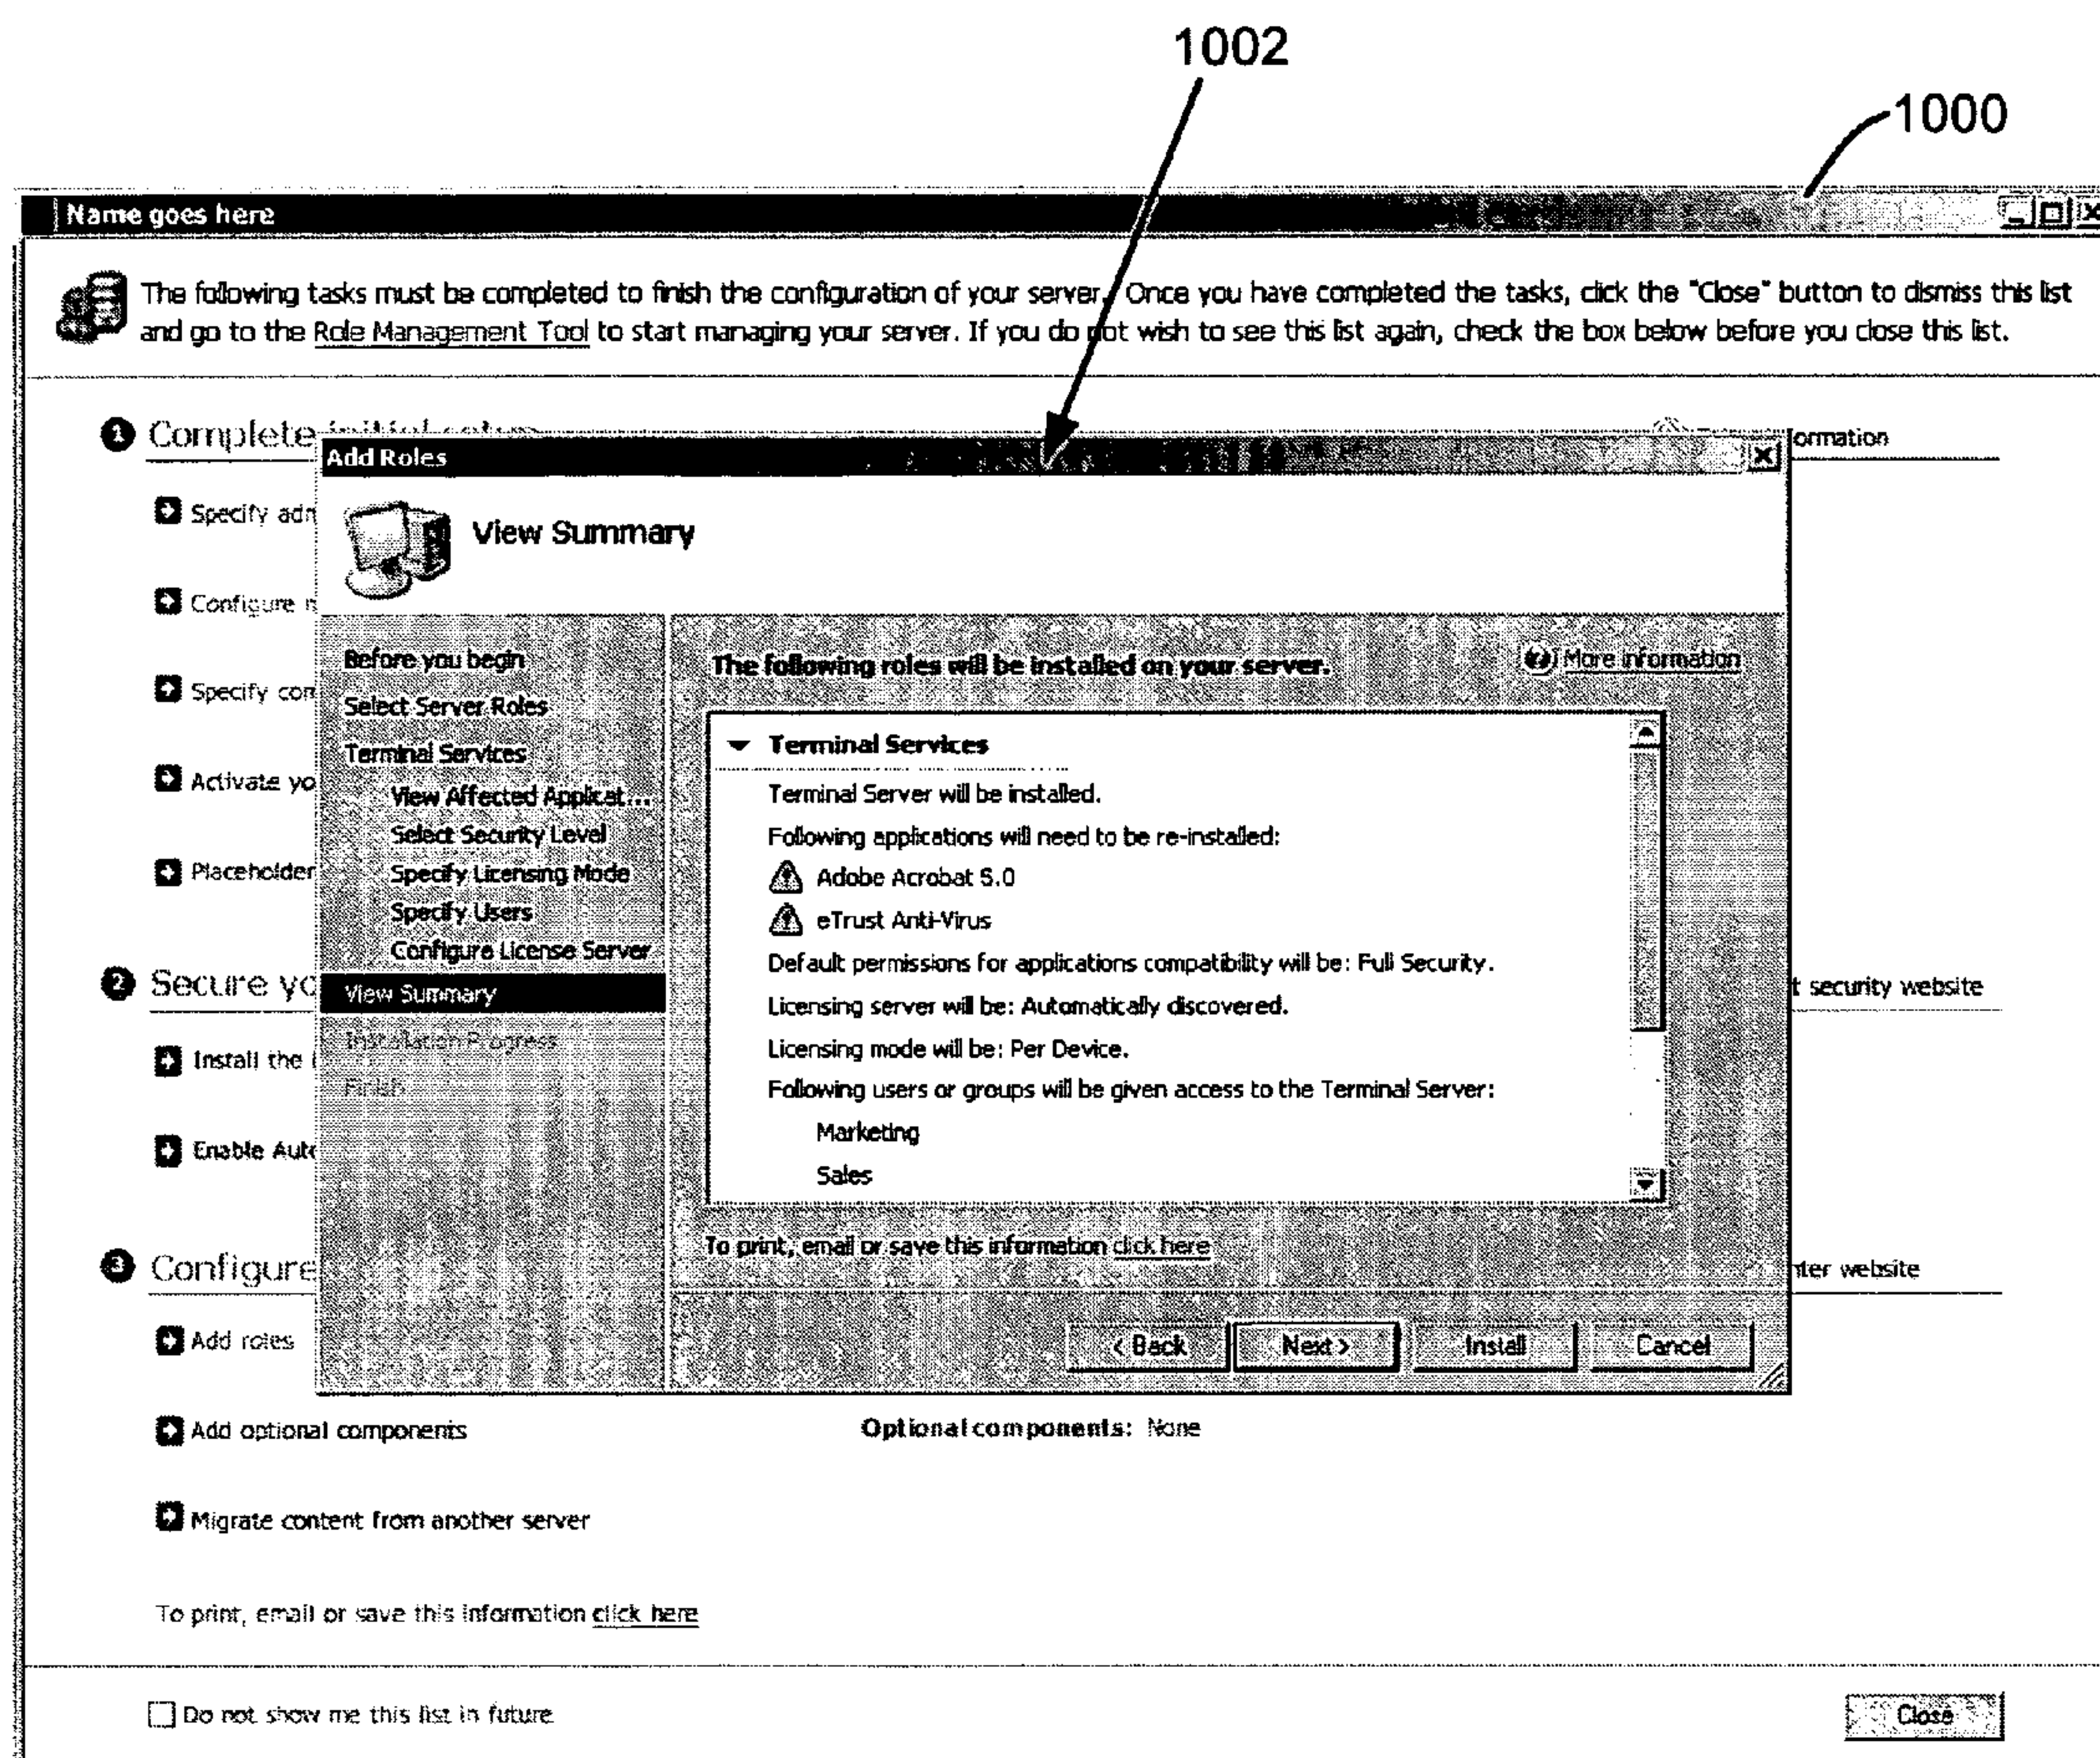 1002
1000
Name goes here
The following tasks must be completed to finish the configuration of your server. Once you have completed the tasks, click the "Close" button to dismiss this list
and go to the Role Management Tool to start managing your server. If you do not wish to see this list again, check the box below before you close this list.
1 Complete
ormation
Specify adm
Configure n
Specify con
Activate yo
Placeholder
2 Secure yo
t security website
Install the
Enable Aut
3 Configure
nter website
Add roles
Add Roles
View Summary
Before you begin
Select Server Roles
Terminal Services
View Affected Applicat...
Select Security Level
Specify Licensing Mode
Specify Users
Configure License Server
View Summary
Installation Progress
Finish
The following roles will be installed on your server.
More information
Terminal Services
Terminal Server will be installed.
Following applications will need to be re-installed:
Adobe Acrobat
eTrust Anti-Virus
Default permissions for applications compatibility will be: Full Security.
Licensing server will be: Automatically discovered.
Licensing mode will be: Per Device.
Following users or groups will be given access to the Terminal Server:
Marketing
Sales
To print, email or save this information click here
< Back Next > Install Cancel
Add optional components
Optional components: None
Migrate content from another server
To print, email or save this information click here
Do not show me this list in future
Close